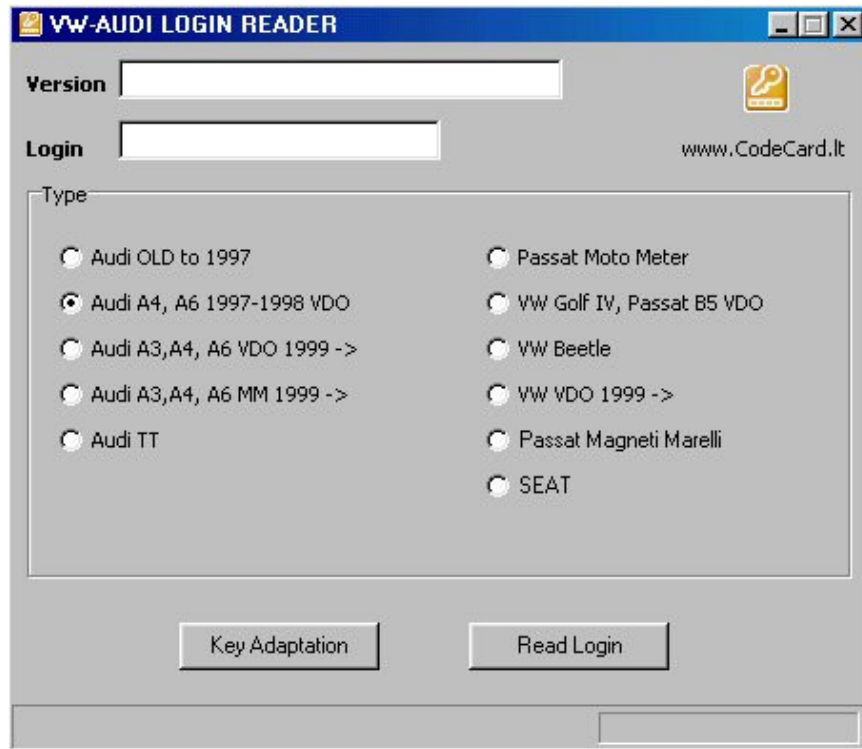 VW-AUDI LOGIN READER
Version
Login
www.CodeCard.lt
Type
Audi OLD to 1997
Audi A4, A6 1997-1998 VDO
Audi A3,A4, A6 VDO 1999 ->
Audi A3,A4, A6 MM 1999 ->
Audi TT
Passat Moto Meter
VW Golf IV, Passat B5 VDO
VW Beetle
VW VDO 1999 ->
Passat Magneti Marelli
SEAT
Key Adaptation
Read Login